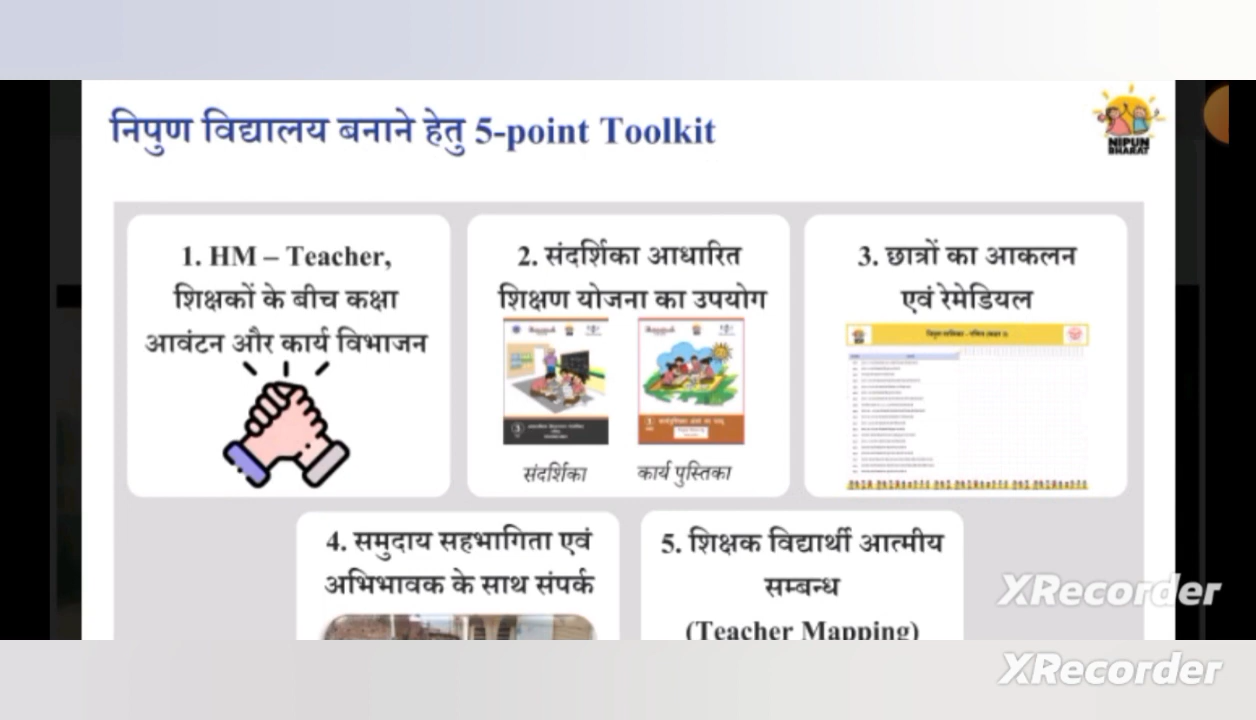 निपुण विद्यालय बनाने हेतु 5-point Toolkit
NIPUN
BHARAT
1. HM – Teacher,
शिक्षकों के बीच कक्षा
आवंटन और कार्य विभाजन
2. संदर्शिका आधारित
शिक्षण योजना का उपयोग
संदर्शिका
कार्य पुस्तिका
3. छात्रों का आकलन
एवं रेमेडियल
4. समुदाय सहभागिता एवं
अभिभावक के साथ संपर्क
5. शिक्षक विद्यार्थी आत्मीय
सम्बन्ध
(Teacher Mapping)
XRecorder
XRecorder